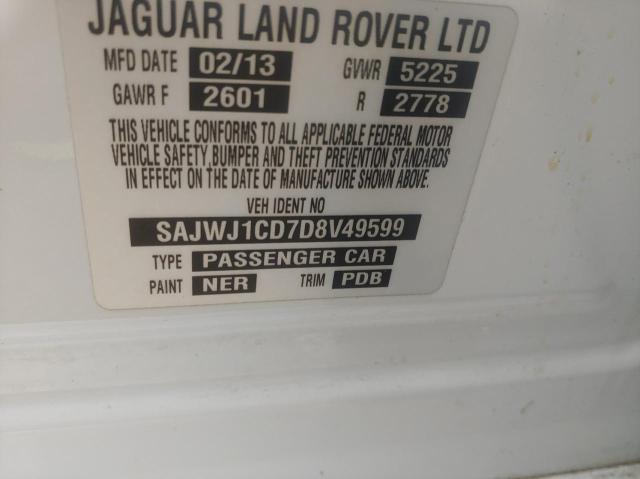 JAGUAR LAND ROVER LTD
MFD DATE 02/13 GVWR 5225
GAWR F 2601 R 2778
THIS VEHICLE CONFORMS TO ALL APPLICABLE FEDERAL MOTOR
VEHICLE SAFETY,BUMPER AND THEFT PREVENTION STANDARDS
IN EFFECT ON THE DATE OF MANUFACTURE SHOWN ABOVE.
VEH IDENT NO
SAJWJ1CD7D8V49599
TYPE PASSENGER CAR
PAINT NER TRIM PDB